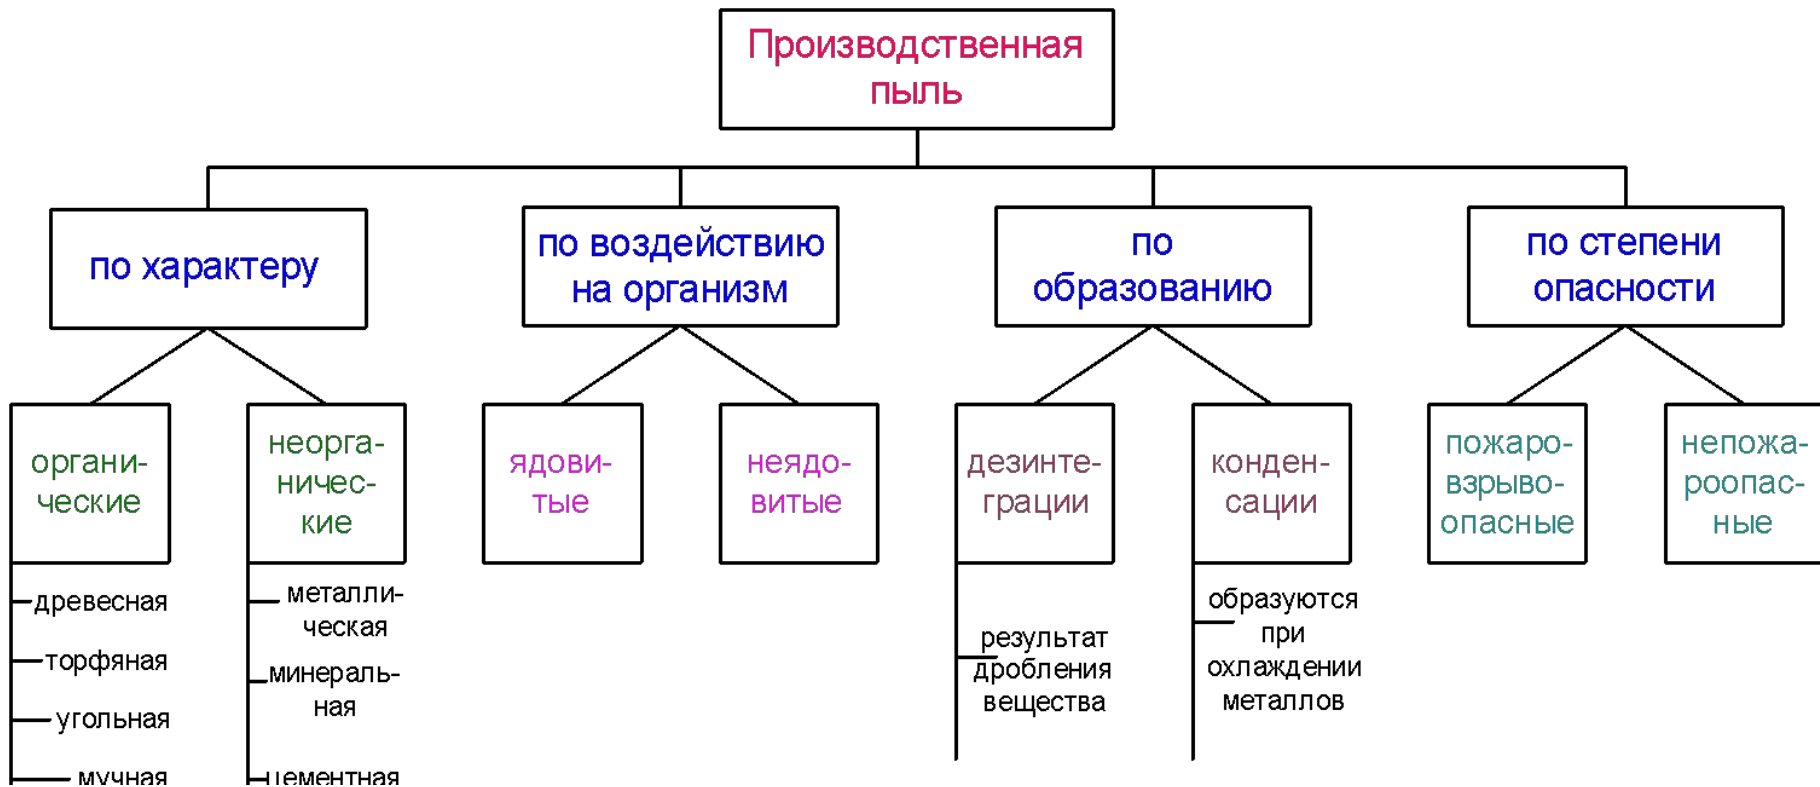 Производственная
пыль
по характеру
по воздействию
на организм
по
образованию
по степени
опасности
органи-
ческие
неорга-
ничес-
кие
ядови-
тые
неядо-
витые
дезинте-
грации
конден-
сации
пожаро-
взрыво-
опасные
непожа-
роопас-
ные
древесная
торфяная
угольная
мучная
металли-
ческая
минераль-
ная
цементная
результат
дробления
вещества
образуются
при
охлаждении
металлов